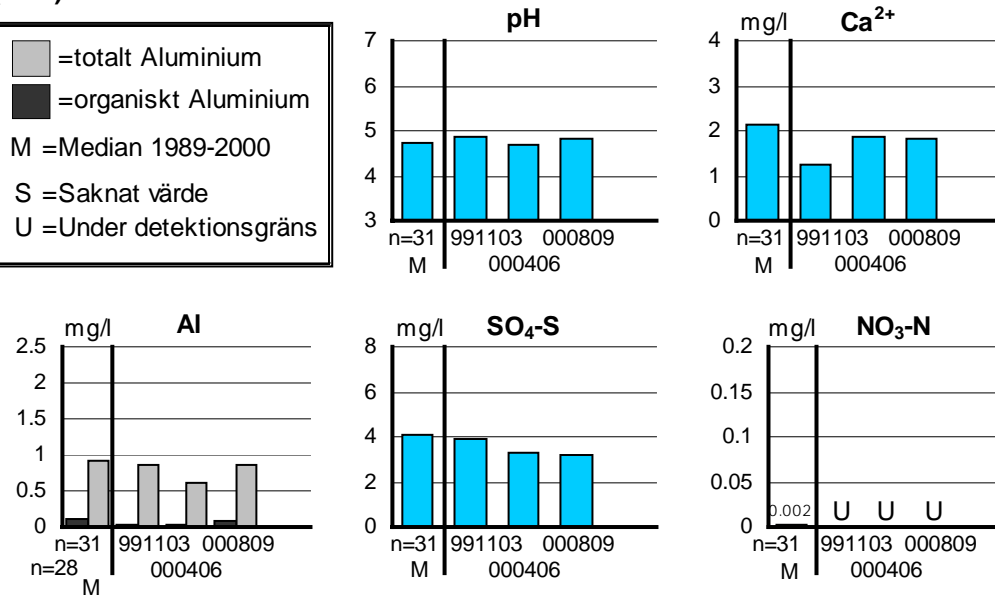 =totalt Aluminium
=organiskt Aluminium
M =Median 1989-2000
S =Saknat värde
U =Under detektionsgräns
pH
7
6
5
4
3
n=31 991103 000809
M 000406
mg/l Ca²⁺
4
3
2
1
0
n=31 991103 000809
M 000406
mg/l Al
2.5
2
1.5
1
0.5
0
n=31 991103 000809
n=28 000406
M
mg/l SO₄-S
8
6
4
2
0
n=31 991103 000809
M 000406
mg/l NO₃-N
0.2
0.15
0.1
0.05
0
0.002 U U U
n=31 991103 000809
M 000406